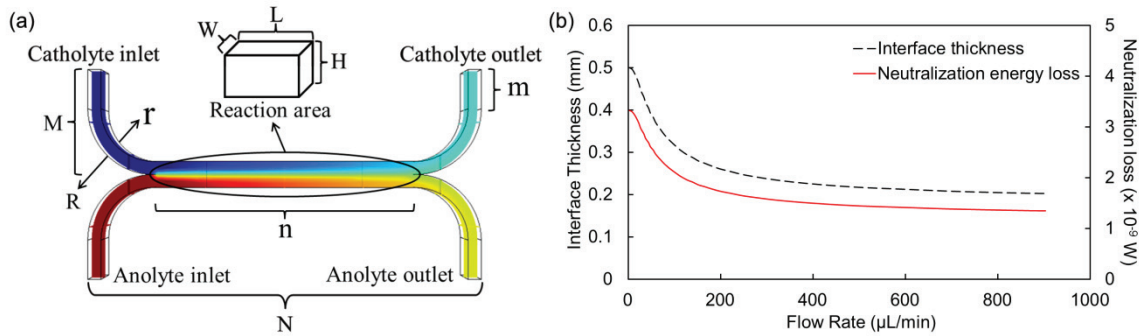 (a)
L
W
H
Catholyte inlet
Catholyte outlet
m
M
r
Reaction area
R
n
Anolyte inlet
Anolyte outlet
N
(b)
Interface Thickness (mm)
0.6
0.5
0.4
0.3
0.2
0.1
0
Interface thickness
Neutralization energy loss
5
4
3
2
1
0
Neutralization loss (x 10⁻⁹ W)
0
200
400
600
800
1000
Flow Rate (µL/min)